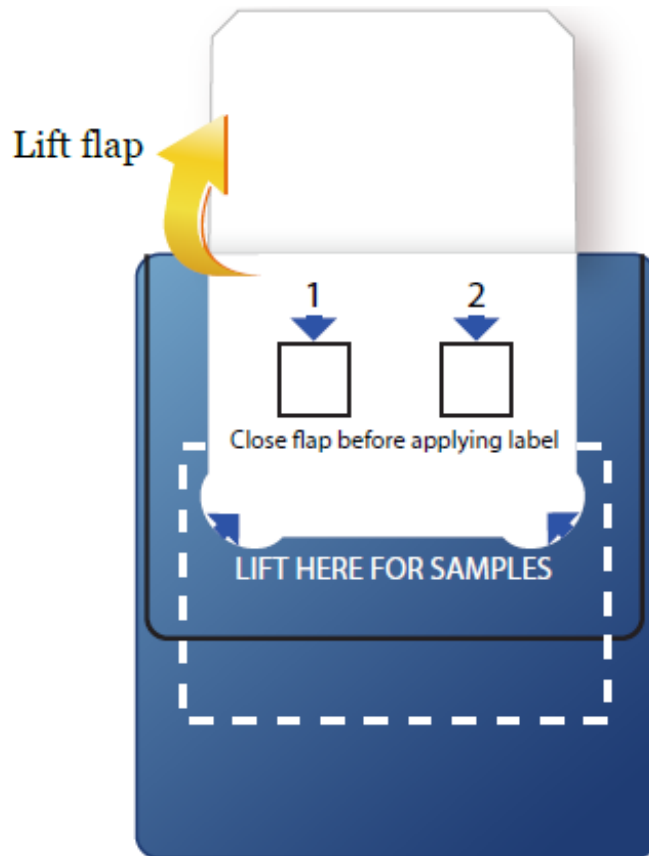 Lift flap
1 2
Close flap before applying label
LIFT HERE FOR SAMPLES